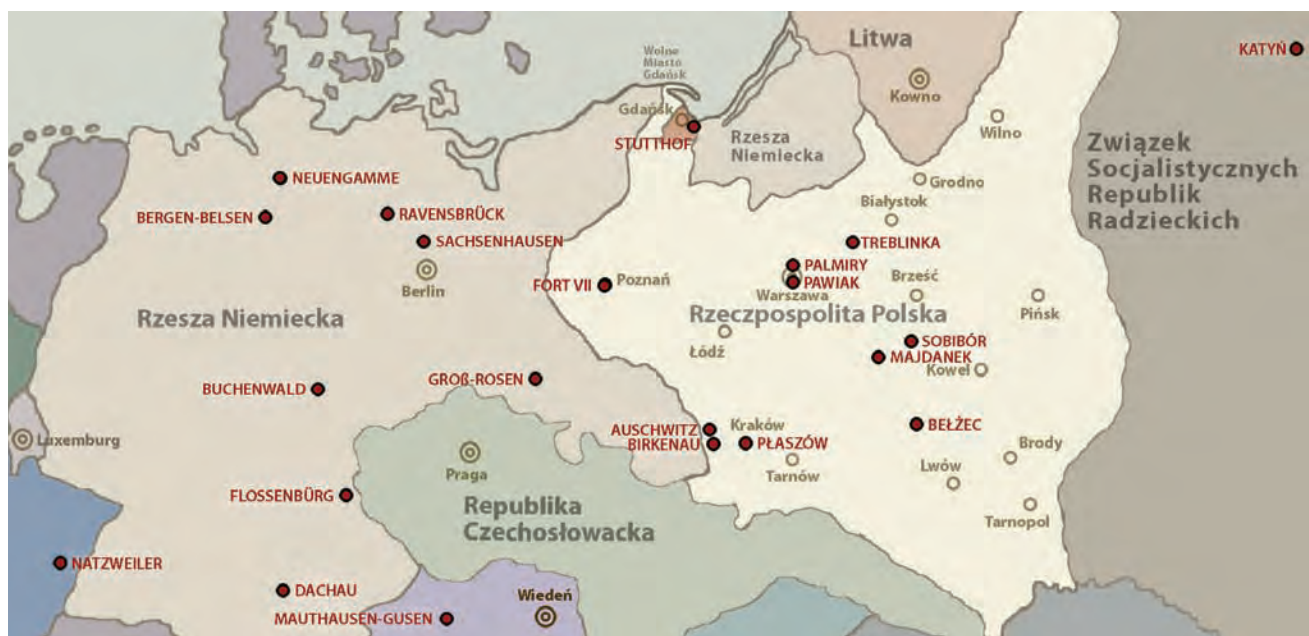 Wolne
Miasto
Gdańsk
Litwa
KATYŃ
Kowno
Gdańsk
Wilno
STUTTHOF
Rzesza
Niemiecka
Związek
Socjalistycznych
Republik
Radzieckich
NEUENGAMME
Grodno
BERGEN-BELSEN
RAVENSBRÜCK
Białystok
SACHSENHAUSEN
TREBLINKA
Berlin
FORT VII
Poznań
PALMIRY
PAWIAK
Warszawa
Brześć
Pińsk
Rzesza Niemiecka
Rzeczpospolita Polska
Łódź
SOBIBÓR
MAJDANEK
Kowel
BUCHENWALD
GROß-ROSEN
Luxemburg
AUSCHWITZ
BIRKENAU
Kraków
PŁASZÓW
BEŁŻEC
Praga
Tarnów
Lwów
Brody
FLOSSENBÜRG
Republika
Czechosłowacka
Tarnopol
NATZWEILER
DACHAU
Wiedeń
MAUTHAUSEN-GUSEN